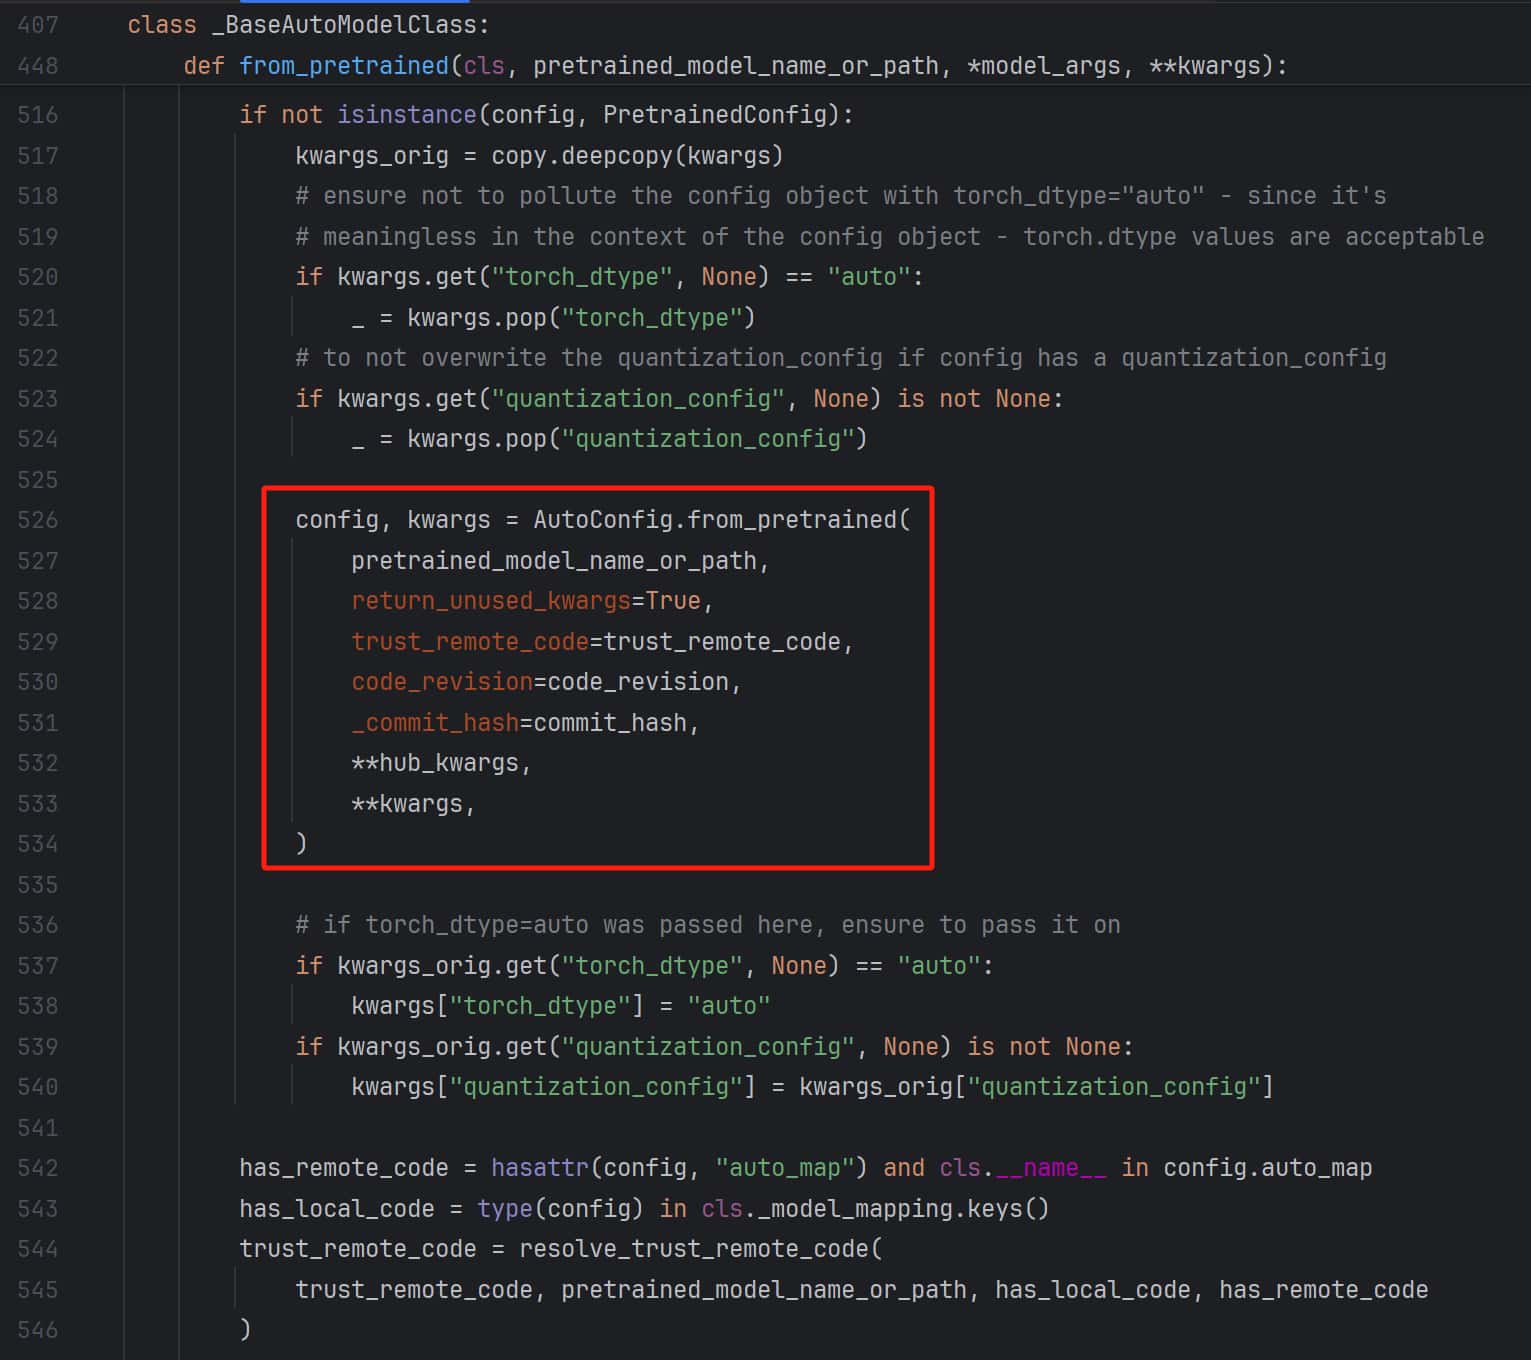 407 class _BaseAutoModelClass:
448 def from_pretrained(cls, pretrained_model_name_or_path, *model_args, **kwargs):
516 if not isinstance(config, PretrainedConfig):
517 kwargs_orig = copy.deepcopy(kwargs)
518 # ensure not to pollute the config object with torch_dtype="auto" - since it's
519 # meaningless in the context of the config object - torch.dtype values are acceptable
520 if kwargs.get("torch_dtype", None) == "auto":
521 _ = kwargs.pop("torch_dtype")
522 # to not overwrite the quantization_config if config has a quantization_config
523 if kwargs.get("quantization_config", None) is not None:
524 _ = kwargs.pop("quantization_config")
525
526 config, kwargs = AutoConfig.from_pretrained(
527 pretrained_model_name_or_path,
528 return_unused_kwargs=True,
529 trust_remote_code=trust_remote_code,
530 code_revision=code_revision,
531 _commit_hash=commit_hash,
532 **hub_kwargs,
533 **kwargs,
534 )
535
536 # if torch_dtype=auto was passed here, ensure to pass it on
537 if kwargs_orig.get("torch_dtype", None) == "auto":
538 kwargs["torch_dtype"] = "auto"
539 if kwargs_orig.get("quantization_config", None) is not None:
540 kwargs["quantization_config"] = kwargs_orig["quantization_config"]
541
542 has_remote_code = hasattr(config, "auto_map") and cls.__name__ in config.auto_map
543 has_local_code = type(config) in cls._model_mapping.keys()
544 trust_remote_code = resolve_trust_remote_code(
545 trust_remote_code, pretrained_model_name_or_path, has_local_code, has_remote_code
546 )